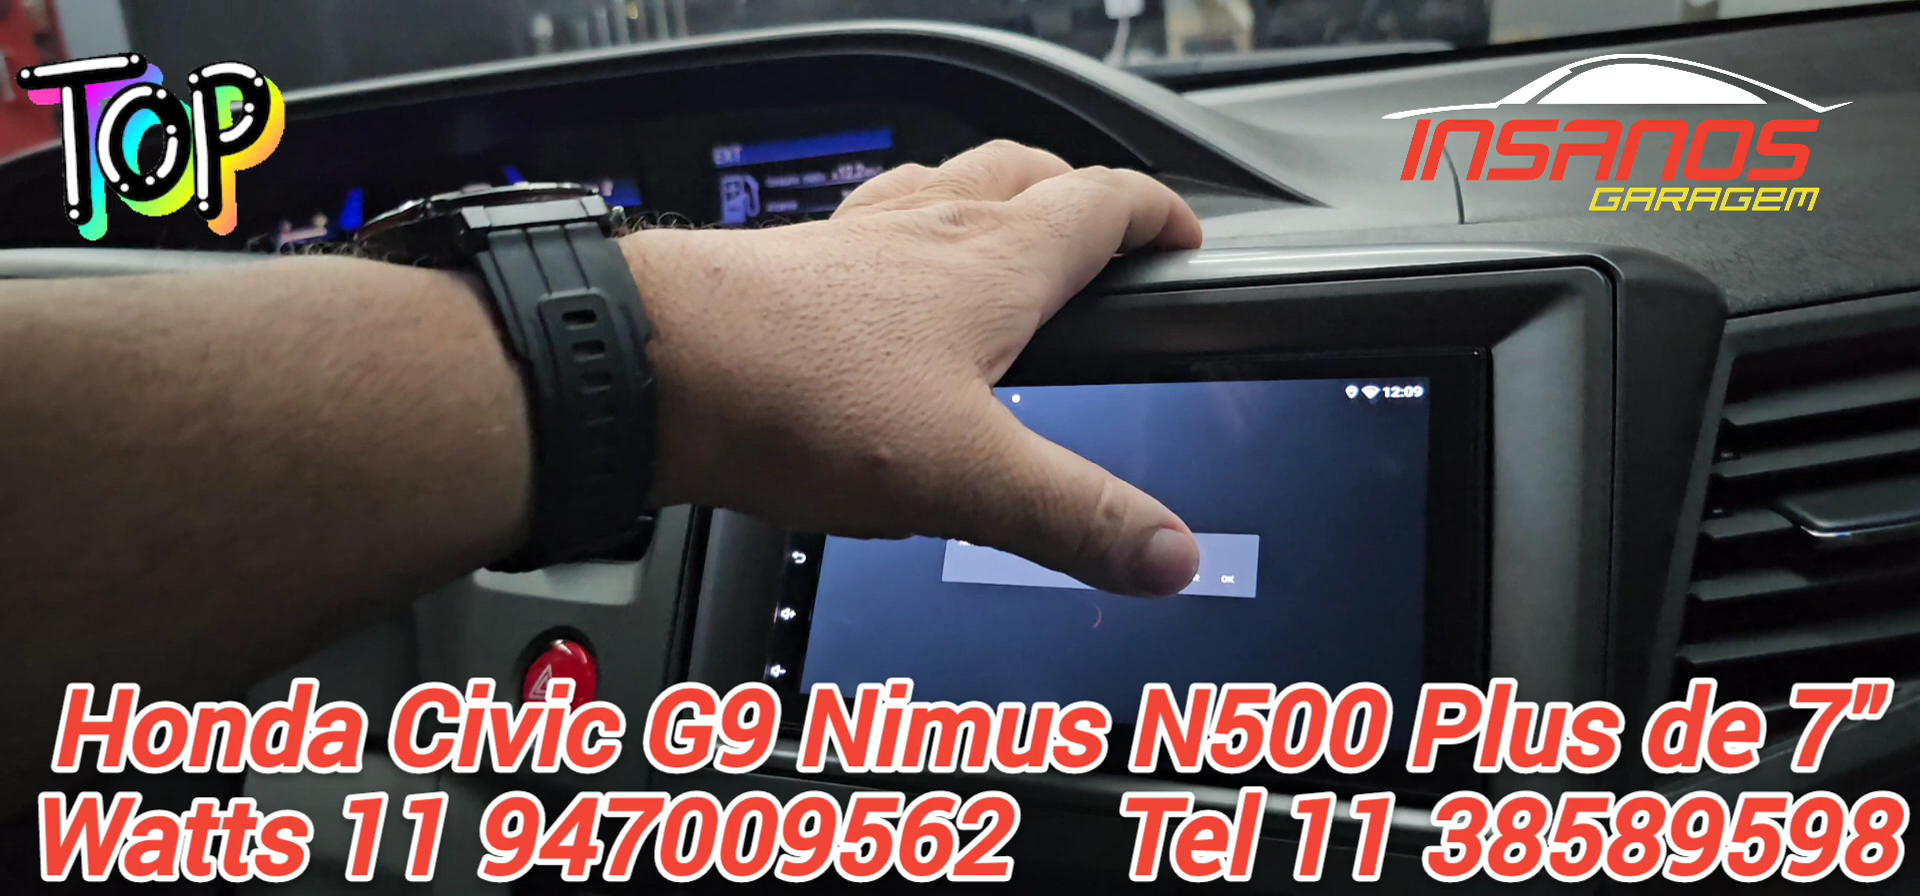 TOP
INSANOS
GARAGEM
EXT
12:09
OK
Honda Civic G9 Nimus N500 Plus de 7"
Watts 11 947009562 Tel 11 38589598